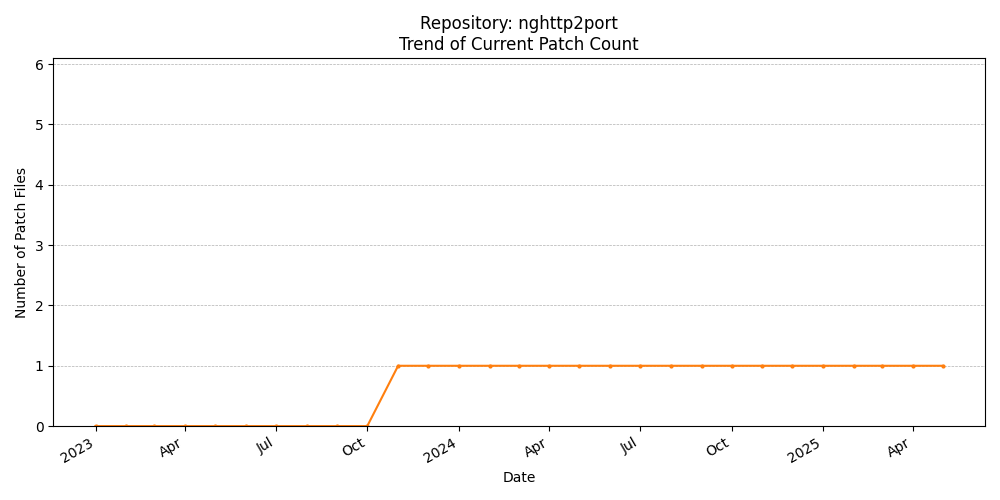 Repository: nghttp2port
Trend of Current Patch Count
Number of Patch Files
6
5
4
3
2
1
0
2023
Apr
Jul
Oct
2024
Apr
Jul
Oct
2025
Apr
Date